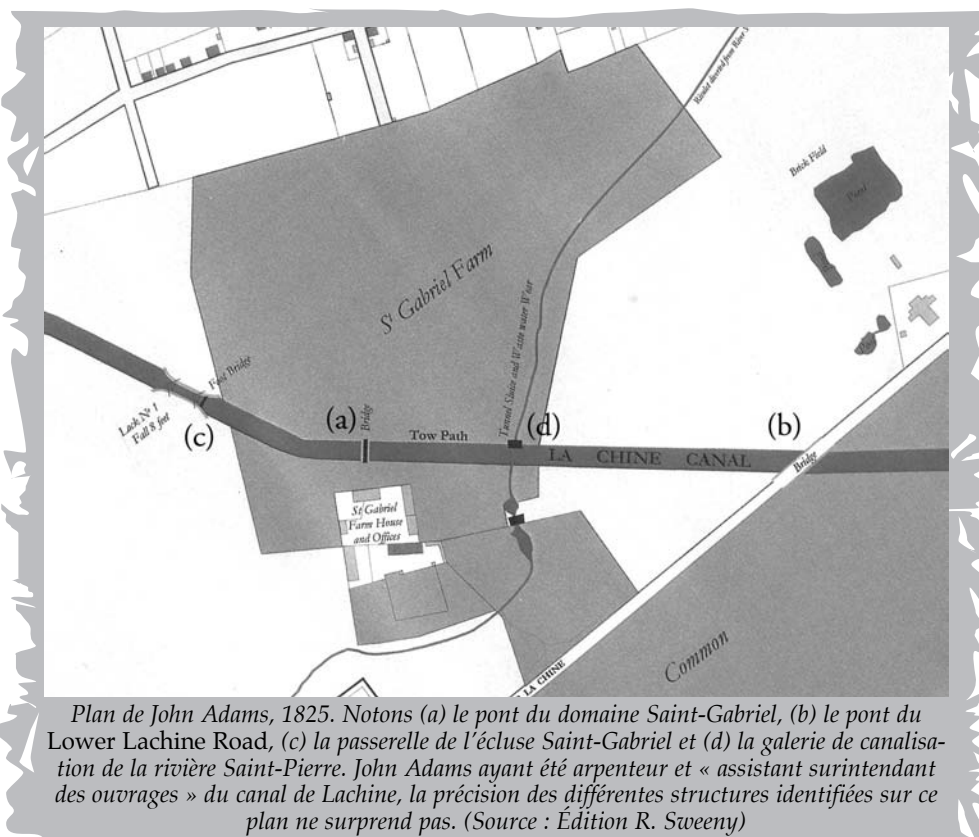 Rivulet diverted from River
Brick Field
Pond
St Gabriel Farm
Tunnel Sluice and Waste water Wear
Foot Bridge
Lock No 1
Fall 8 feet
(c)
(a)
Bridge
Tow Path
(d)
(b)
LA CHINE CANAL
Bridge
St Gabriel
Farm House
and Offices
Common
LA CHINE
Plan de John Adams, 1825. Notons (a) le pont du domaine Saint-Gabriel, (b) le pont du
Lower Lachine Road, (c) la passerelle de l'écluse Saint-Gabriel et (d) la galerie de canalisa-
tion de la rivière Saint-Pierre. John Adams ayant été arpenteur et « assistant surintendant
des ouvrages » du canal de Lachine, la précision des différentes structures identifiées sur ce
plan ne surprend pas. (Source : Édition R. Sweeny)